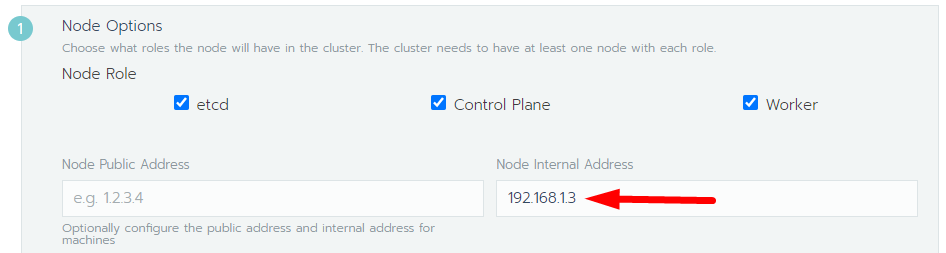 1
Node Options
Choose what roles the node will have in the cluster. The cluster needs to have at least one node with each role.
Node Role
etcd
Control Plane
Worker
Node Public Address
Node Internal Address
e.g. 1.2.3.4
192.168.1.3
Optionally configure the public address and internal address for
machines